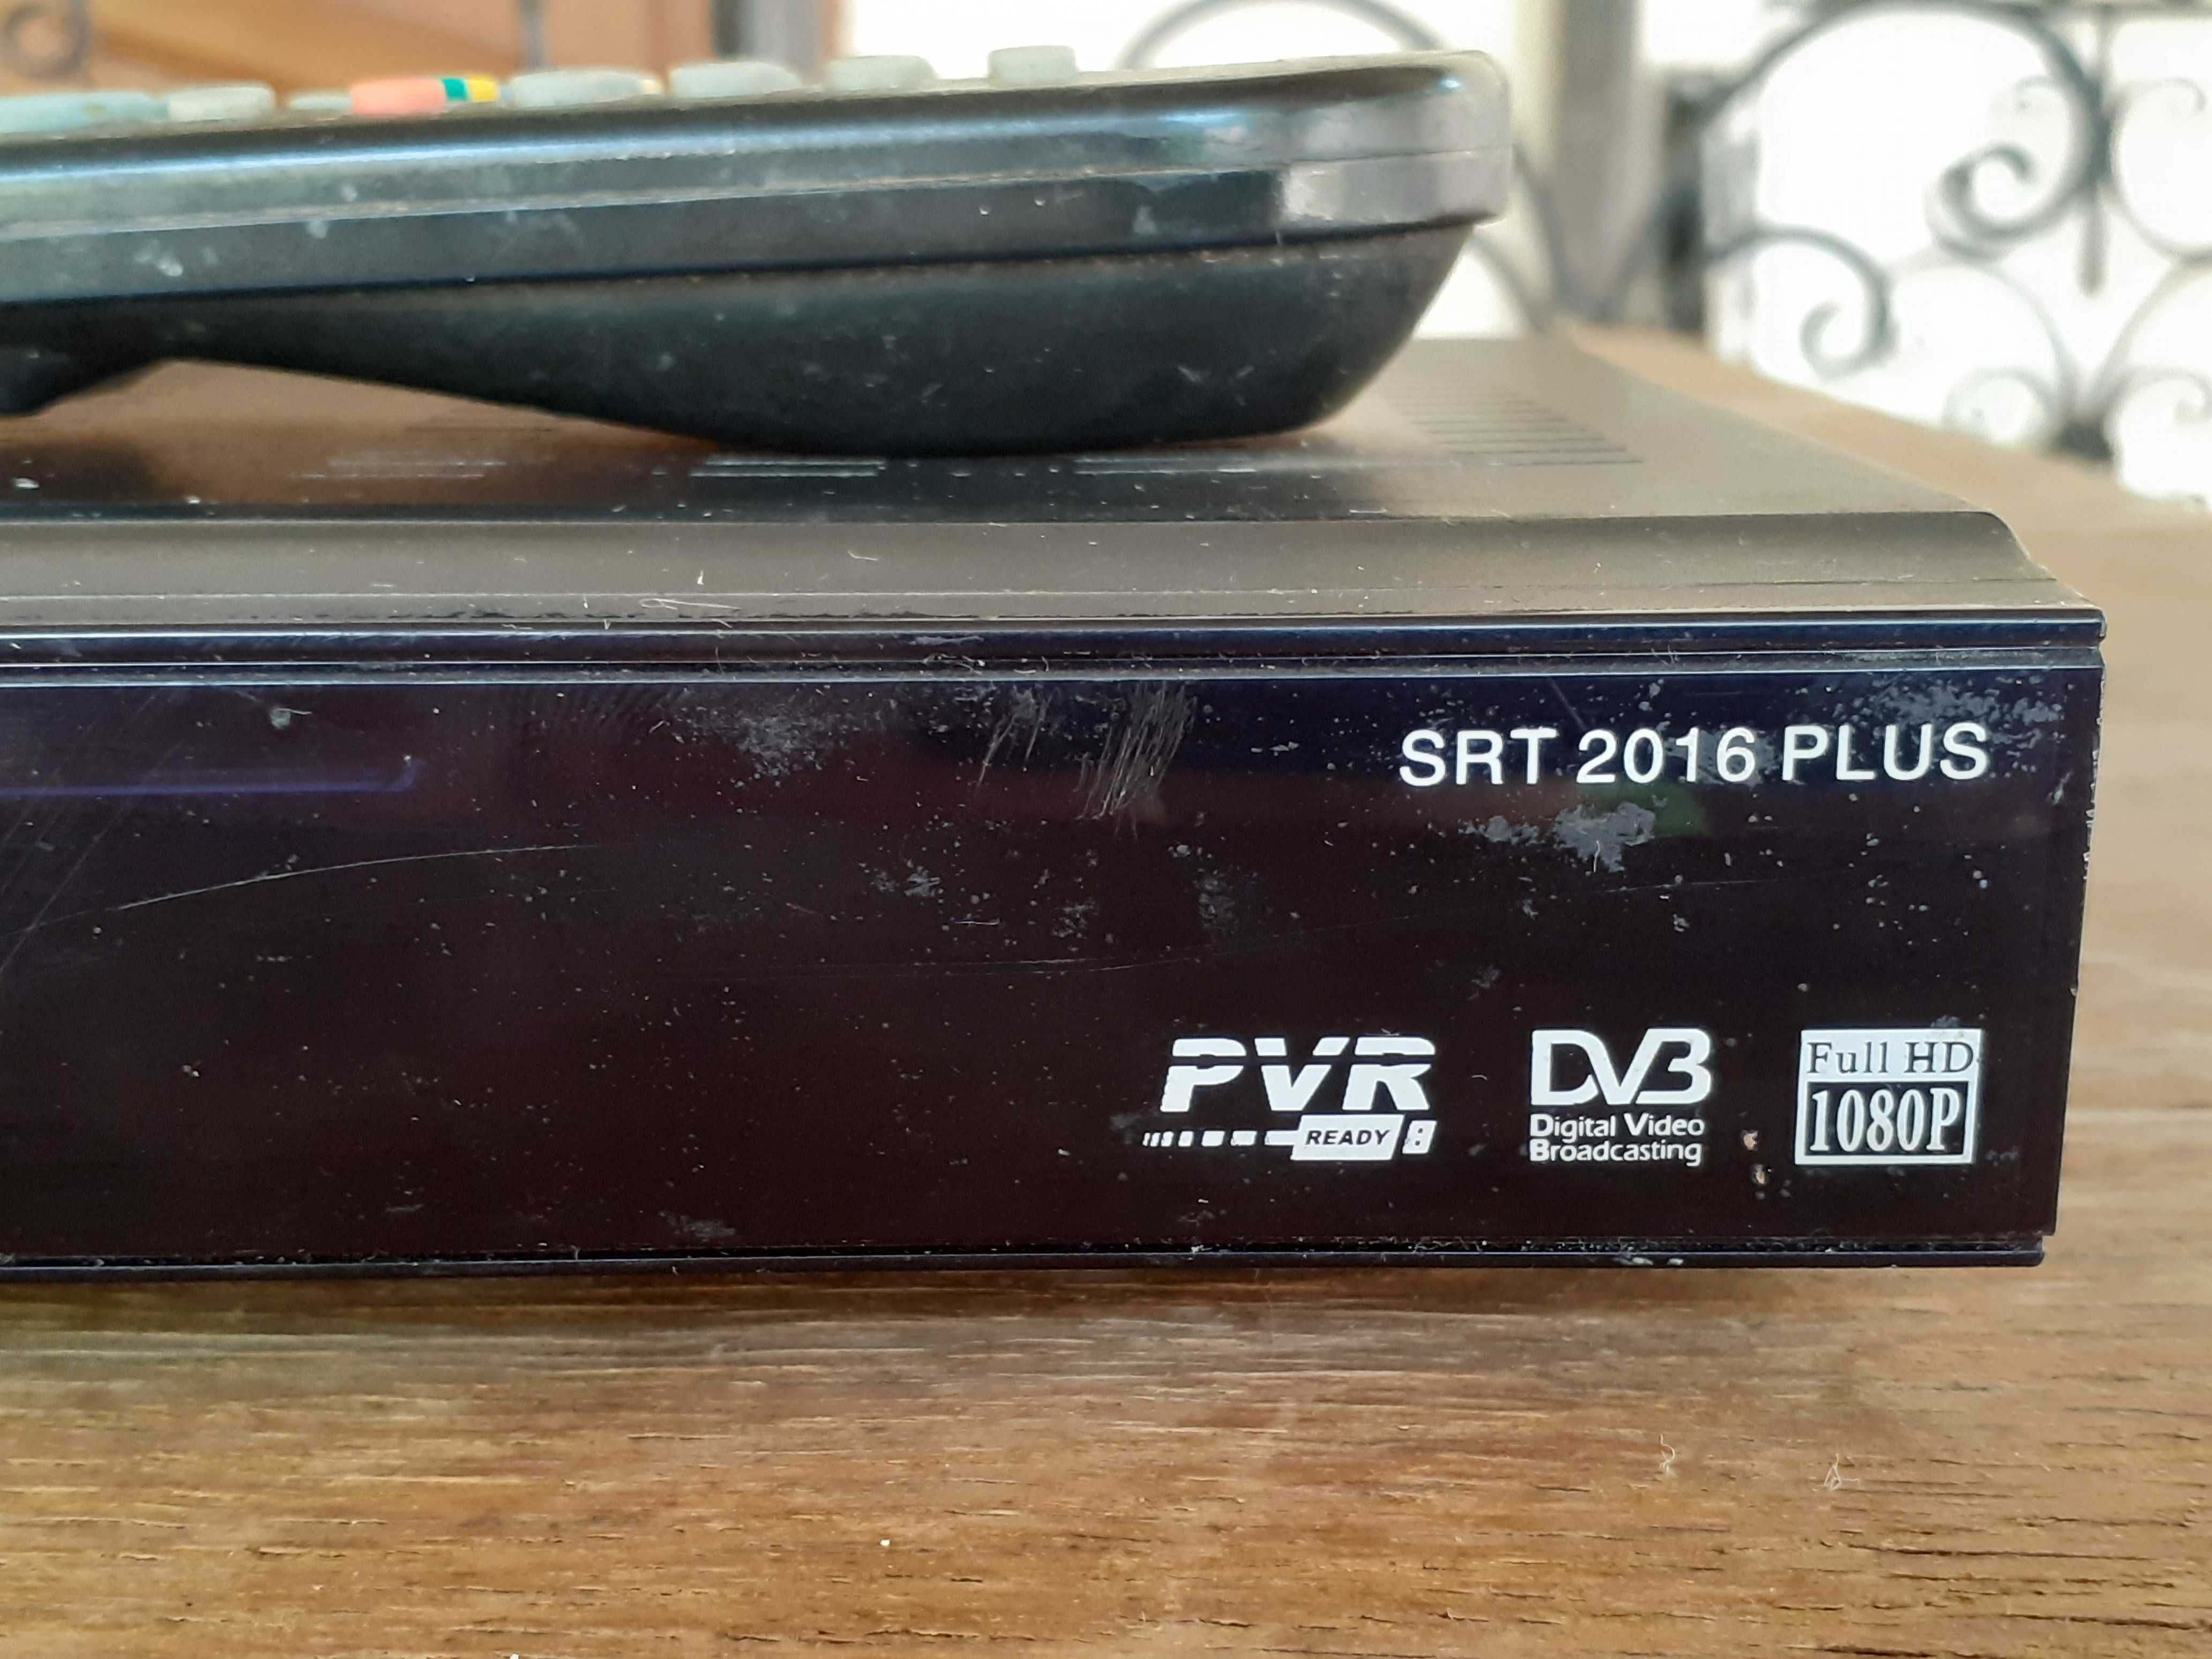 SRT 2016 PLUS
PVR
READY
DVB
Digital Video
Broadcasting
Full HD
1080P